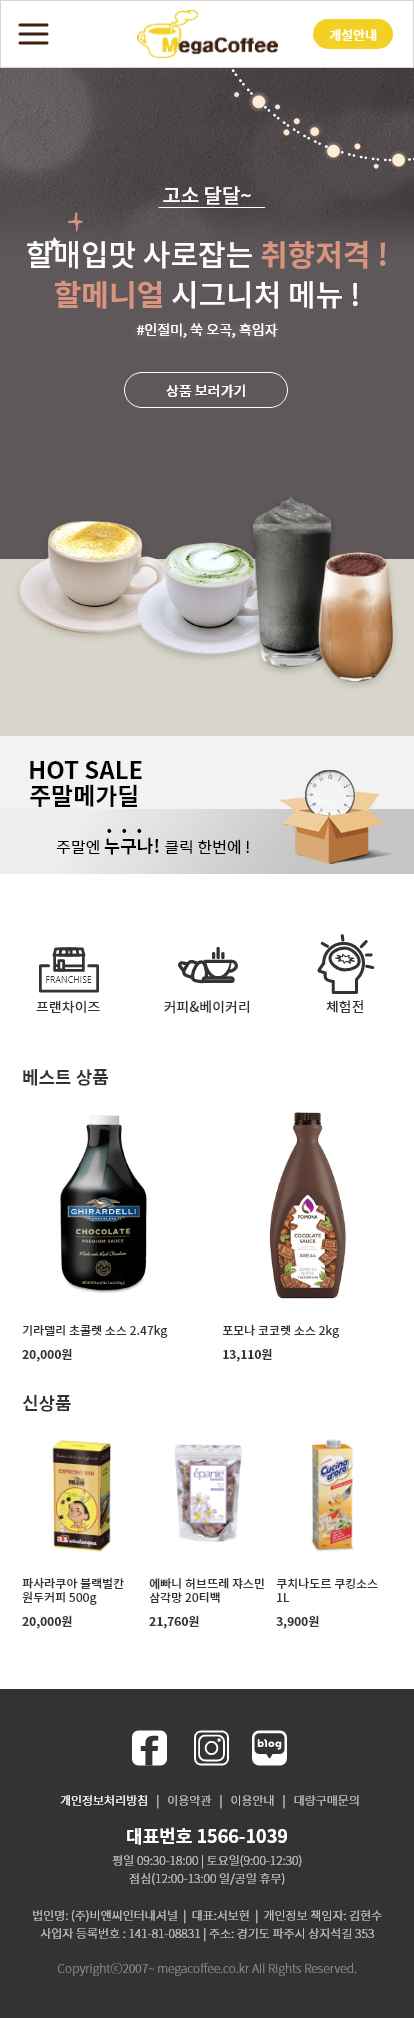 MegaCoffee
개설안내
고소 달달~
할매입맛 사로잡는 취향저격 !
할메니얼 시그니처 메뉴 !
#인절미, 쑥 오곡, 흑임자
상품 보러가기
HOT SALE
주말메가딜
주말엔 누구나! 클릭 한번에 !
FRANCHISE
프랜차이즈
커피&베이커리
체험전
베스트 상품
GHIRARDELLI
CHOCOLATE
PREMIUM SAUCE
POMONA
COCOLATE
SAUCE
기라델리 초콜렛 소스 2.47kg
포모나 코코렛 소스 2kg
20,000원
13,110원
신상품
épanie
Cucina
d'oro
파사라쿠아 블랙벌칸
원두커피 500g
에빠니 허브뜨레 쟈스민
삼각망 20티백
쿠치나도르 쿠킹소스
1L
20,000원
21,760원
3,900원
blog
개인정보처리방침 | 이용약관 | 이용안내 | 대량구매문의
대표번호 1566-1039
평일 09:30-18:00 | 토요일(9:00-12:30)
점심(12:00-13:00 일/공일 휴무)
법인명: (주)비앤씨인터내셔널 | 대표:서보현 | 개인정보 책임자: 김현수
사업자 등록번호 : 141-81-08831 | 주소: 경기도 파주시 상지석길 353
Copyrightⓒ2007~ megacoffee.co.kr All Rights Reserved.